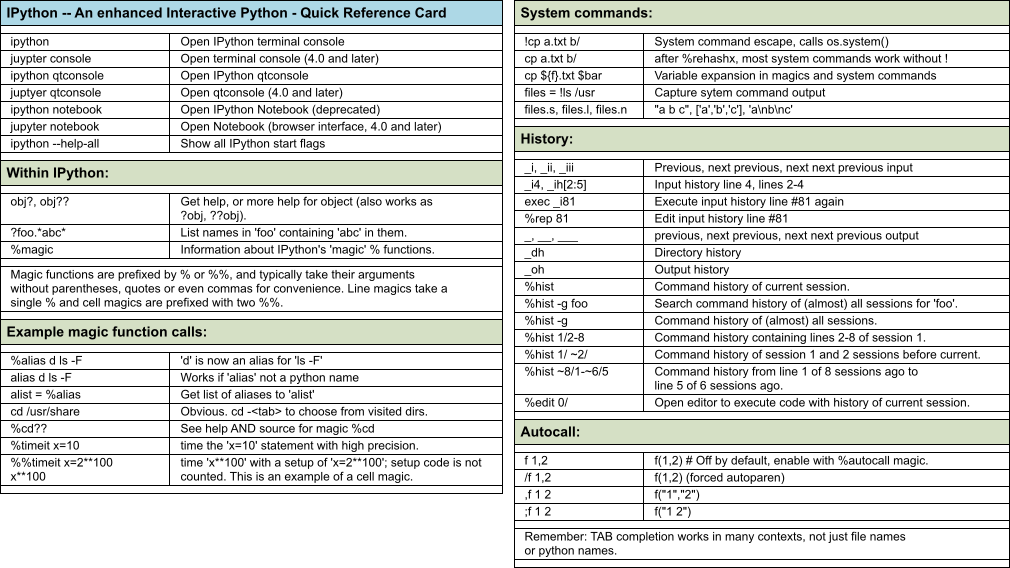 IPython -- An enhanced Interactive Python - Quick Reference Card
ipython Open IPython terminal console
juypter console Open terminal console (4.0 and later)
ipython qtconsole Open IPython qtconsole
juptyer qtconsole Open qtconsole (4.0 and later)
ipython notebook Open IPython Notebook (deprecated)
jupyter notebook Open Notebook (browser interface, 4.0 and later)
ipython --help-all Show all IPython start flags
Within IPython:
obj?, obj?? Get help, or more help for object (also works as
?obj, ??obj).
?foo.*abc* List names in 'foo' containing 'abc' in them.
%magic Information about IPython's 'magic' % functions.
Magic functions are prefixed by % or %%, and typically take their arguments
without parentheses, quotes or even commas for convenience. Line magics take a
single % and cell magics are prefixed with two %%.
Example magic function calls:
%alias d ls -F 'd' is now an alias for 'ls -F'
alias d ls -F Works if 'alias' not a python name
alist = %alias Get list of aliases to 'alist'
cd /usr/share Obvious. cd -<tab> to choose from visited dirs.
%cd?? See help AND source for magic %cd
%timeit x=10 time the 'x=10' statement with high precision.
%%timeit x=2**100 time 'x**100' with a setup of 'x=2**100'; setup code is not
x**100 counted. This is an example of a cell magic.
System commands:
!cp a.txt b/ System command escape, calls os.system()
cp a.txt b/ after %rehashx, most system commands work without !
cp ${f}.txt $bar Variable expansion in magics and system commands
files = !ls /usr Capture sytem command output
files.s, files.l, files.n "a b c", ['a','b','c'], 'a\nb\nc'
History:
_i, _ii, _iii Previous, next previous, next next previous input
_i4, _ih[2:5] Input history line 4, lines 2-4
exec _i81 Execute input history line #81 again
%rep 81 Edit input history line #81
_, __, ___ previous, next previous, next next previous output
_dh Directory history
_oh Output history
%hist Command history of current session.
%hist -g foo Search command history of (almost) all sessions for 'foo'.
%hist -g Command history of (almost) all sessions.
%hist 1/2-8 Command history containing lines 2-8 of session 1.
%hist 1/ ~2/ Command history of session 1 and 2 sessions before current.
%hist ~8/1-~6/5 Command history from line 1 of 8 sessions ago to
line 5 of 6 sessions ago.
%edit 0/ Open editor to execute code with history of current session.
Autocall:
f 1,2 f(1,2) # Off by default, enable with %autocall magic.
/f 1,2 f(1,2) (forced autoparen)
,f 1 2 f("1","2")
;f 1 2 f("1 2")
Remember: TAB completion works in many contexts, not just file names
or python names.